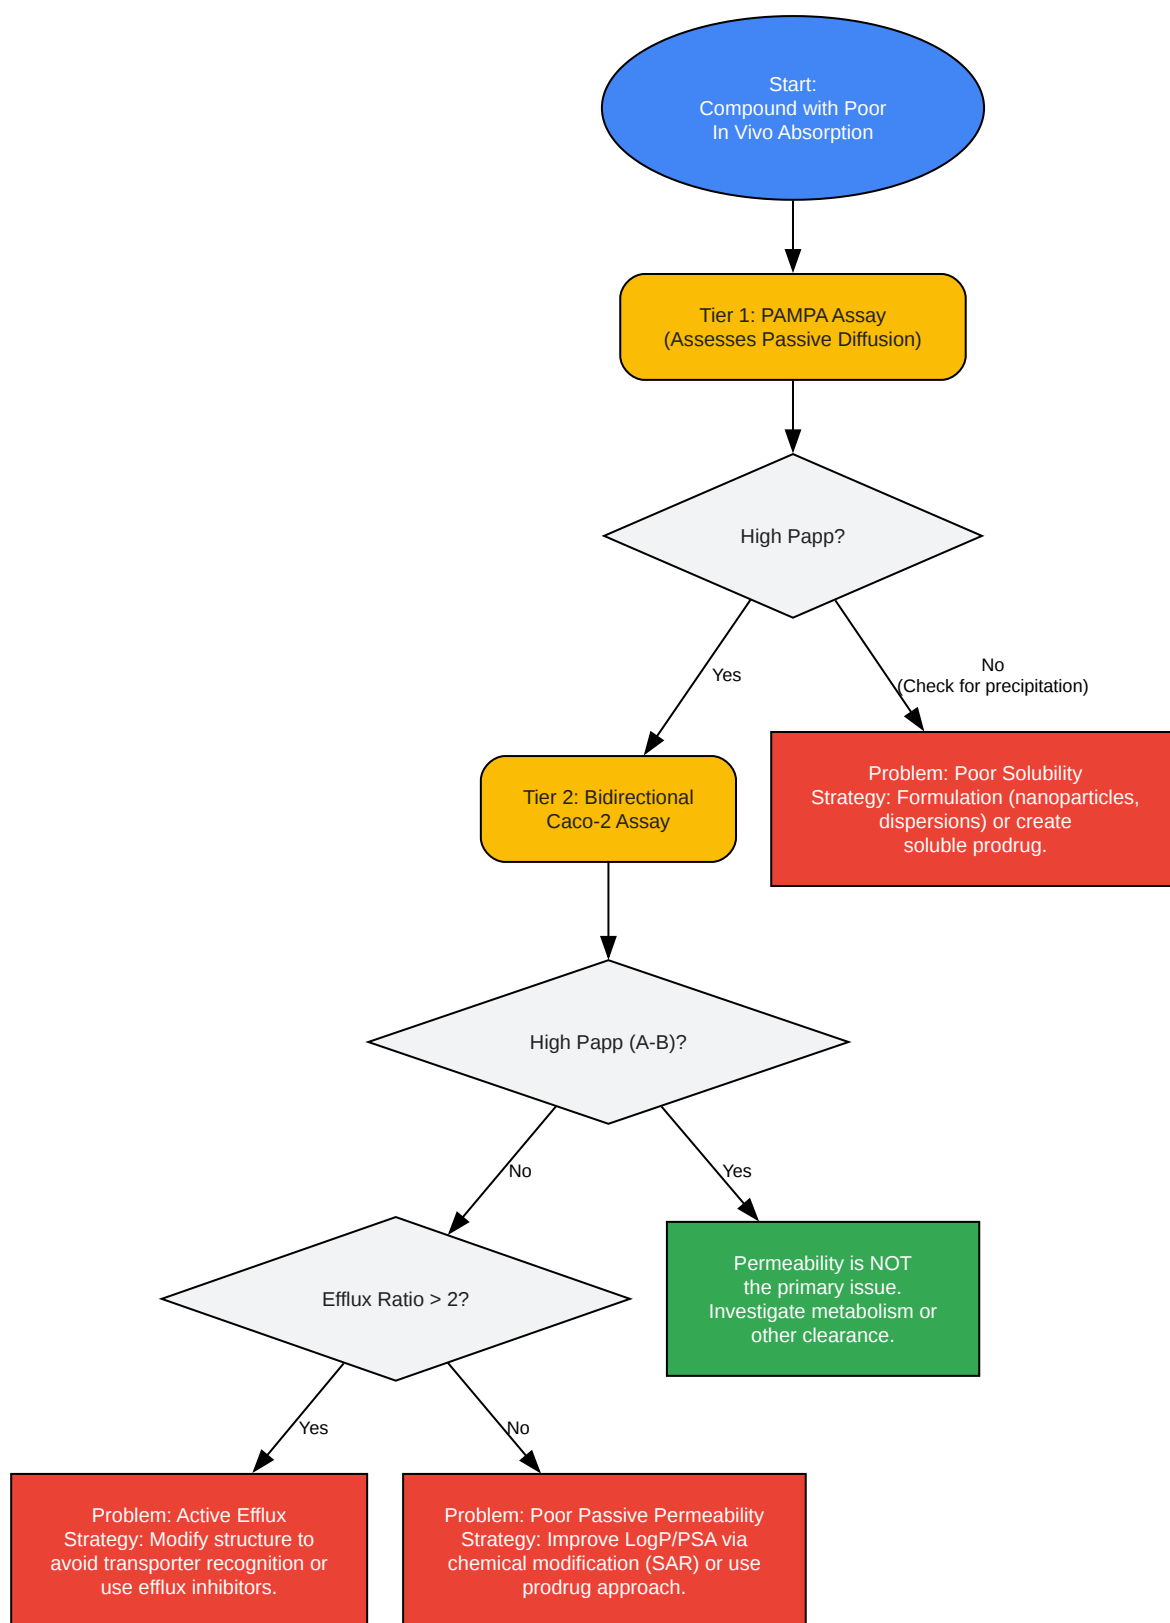 Start:
Compound with Poor
In Vivo Absorption
Tier 1: PAMPA Assay
(Assesses Passive Diffusion)
High Papp?
Yes
No
(Check for precipitation)
Tier 2: Bidirectional
Caco-2 Assay
Problem: Poor Solubility
Strategy: Formulation (nanoparticles,
dispersions) or create
soluble prodrug.
High Papp (A-B)?
No
Yes
Efflux Ratio > 2?
Permeability is NOT
the primary issue.
Investigate metabolism or
other clearance.
Yes
No
Problem: Active Efflux
Strategy: Modify structure to
avoid transporter recognition or
use efflux inhibitors.
Problem: Poor Passive Permeability
Strategy: Improve LogP/PSA via
chemical modification (SAR) or use
prodrug approach.